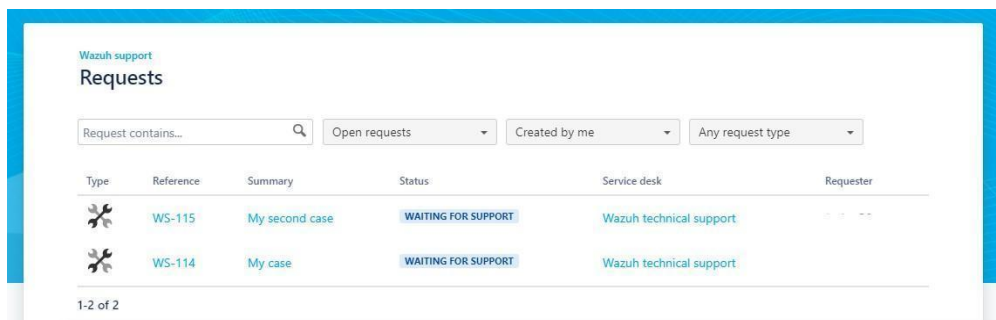 Wazuh support
Requests
Request contains... Open requests Created by me Any request type
Type Reference Summary Status Service desk Requester
WS-115 My second case WAITING FOR SUPPORT Wazuh technical support
WS-114 My case WAITING FOR SUPPORT Wazuh technical support
1-2 of 2